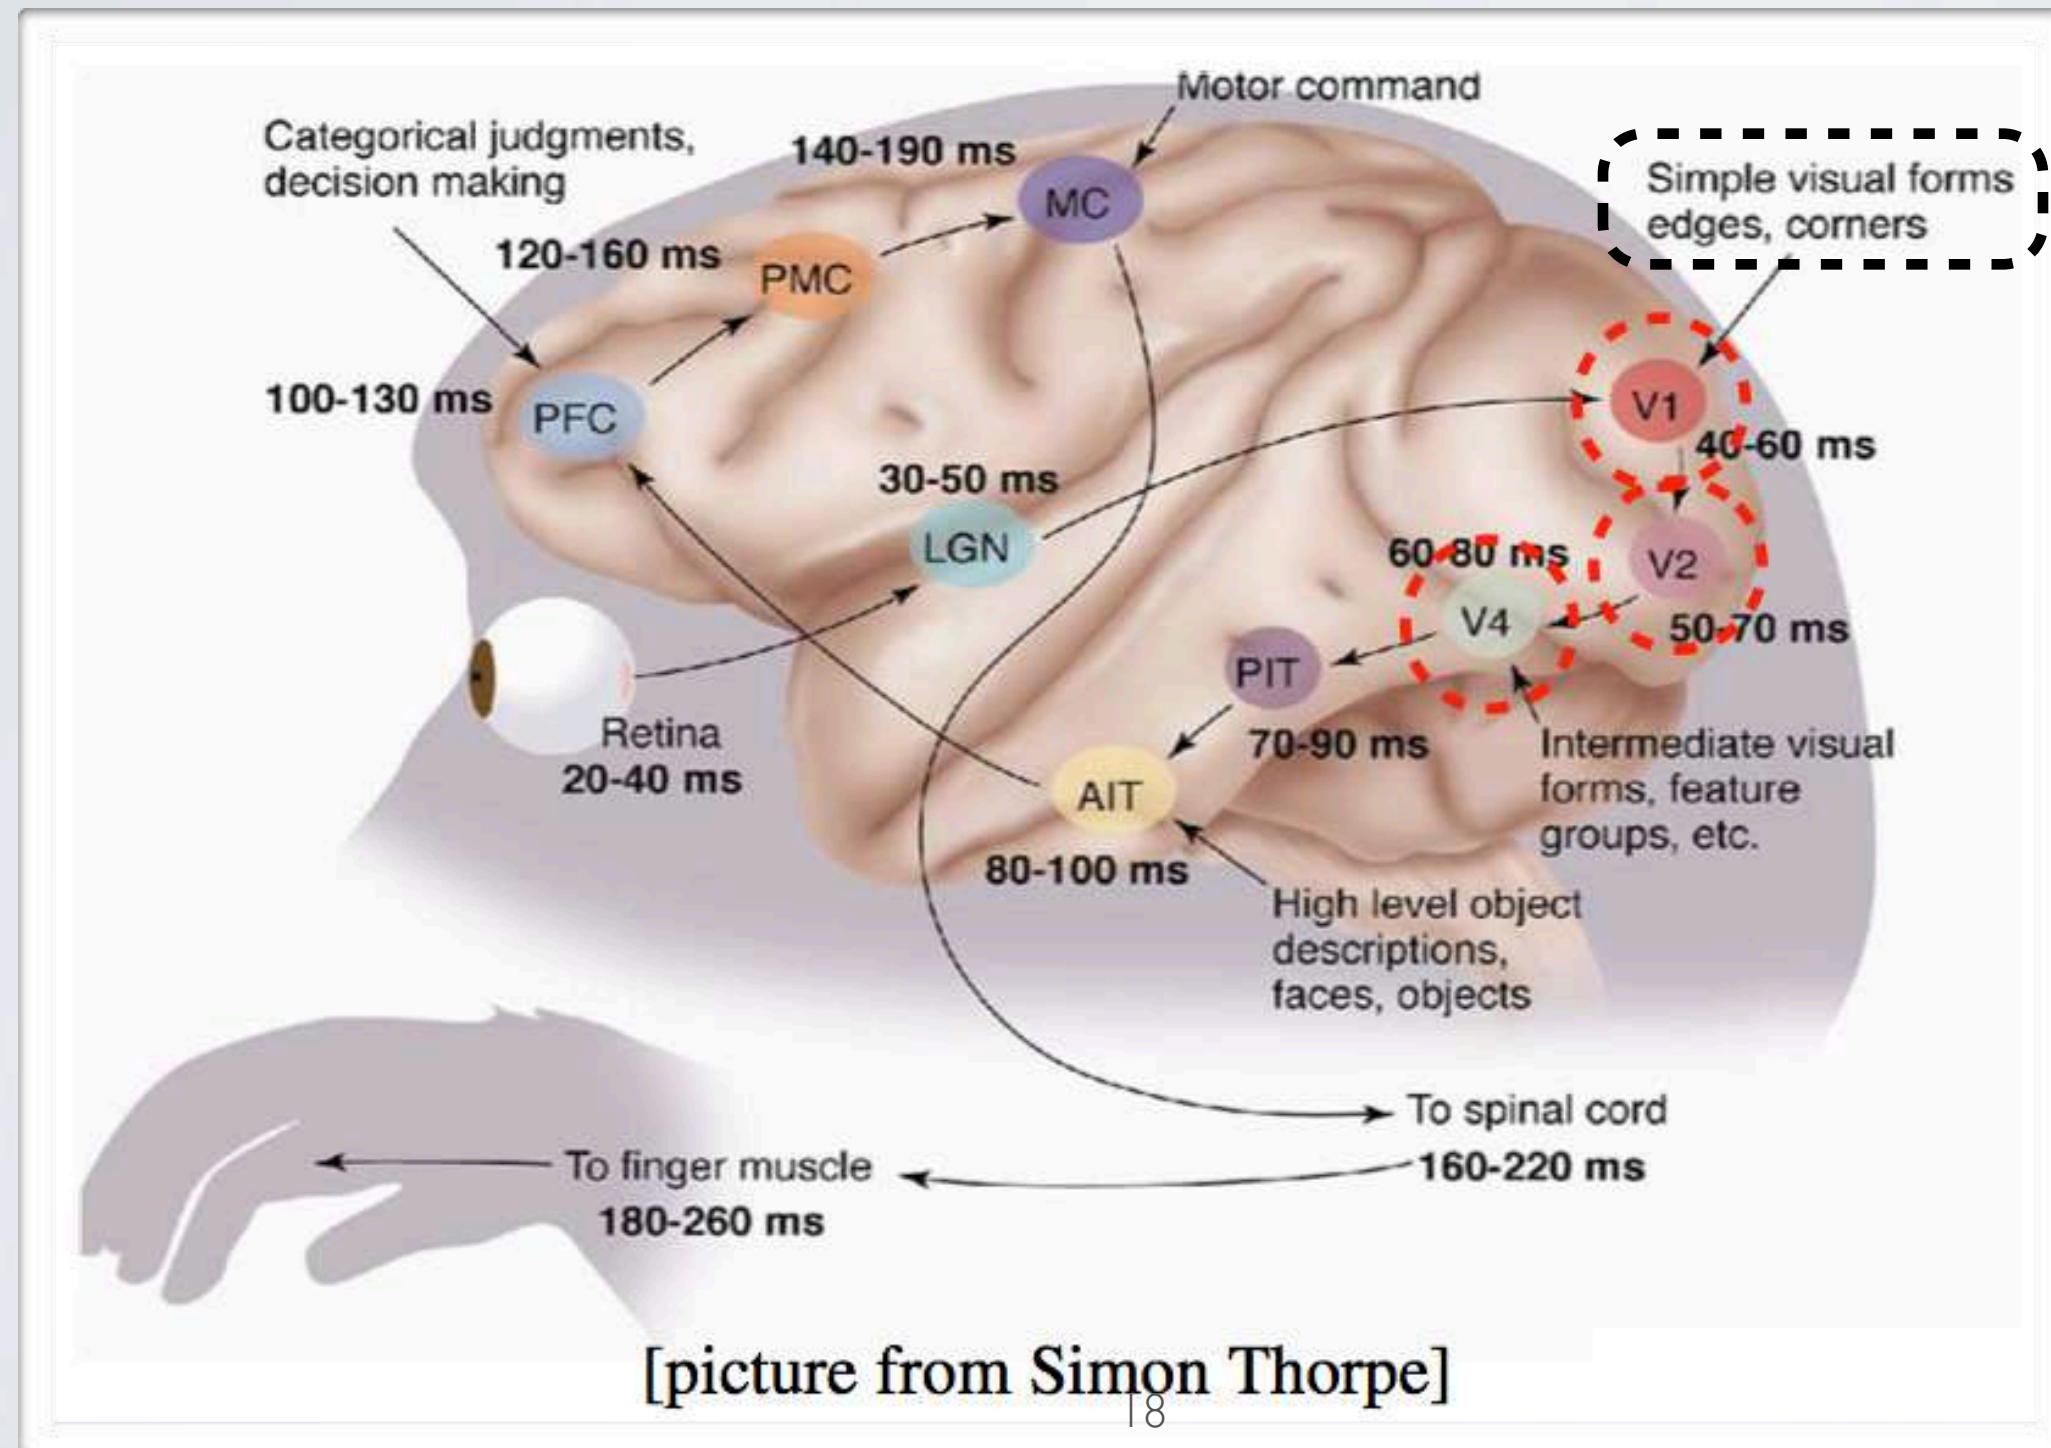 Motor command
Categorical judgments,
decision making
140-190 ms
MC
Simple visual forms
edges, corners
120-160 ms
PMC
100-130 ms
PFC
V1
40-60 ms
30-50 ms
LGN
60-80 ms
V2
V4
50-70 ms
PIT
Retina
20-40 ms
70-90 ms
Intermediate visual
forms, feature
groups, etc.
AIT
80-100 ms
High level object
descriptions,
faces, objects
To spinal cord
160-220 ms
To finger muscle
180-260 ms
[picture from Simon Thorpe]
18